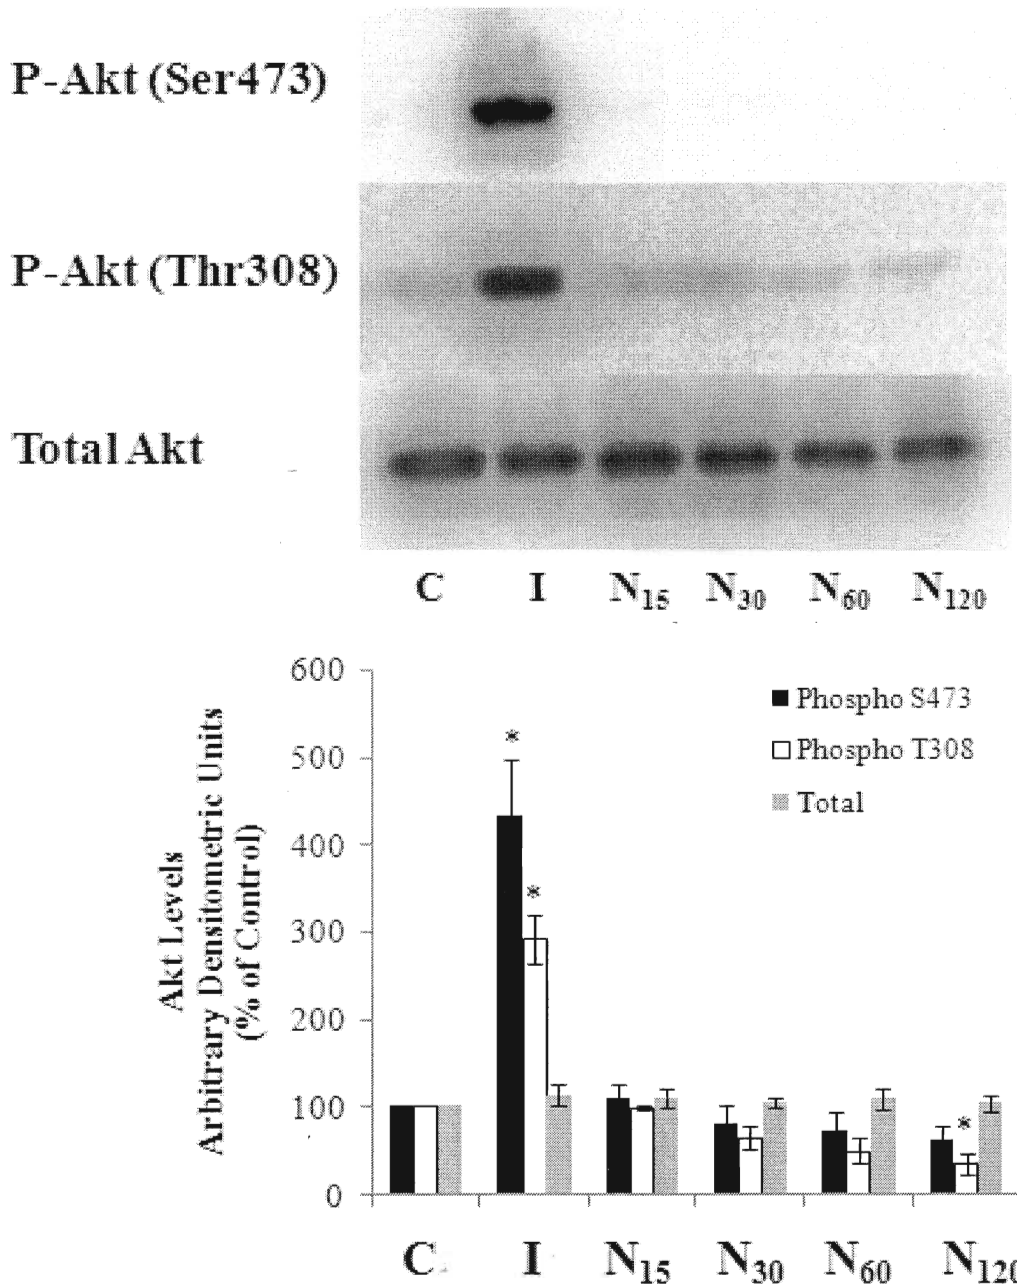 P-Akt (Ser473)
P-Akt (Thr308)
Total Akt
C I N15 N30 N60 N120
Akt Levels
Arbitrary Densitometric Units
(% of Control)
600
500
400
300
200
100
0
* * *
Phospho S473
Phospho T308
Total
C I N15 N30 N60 N120